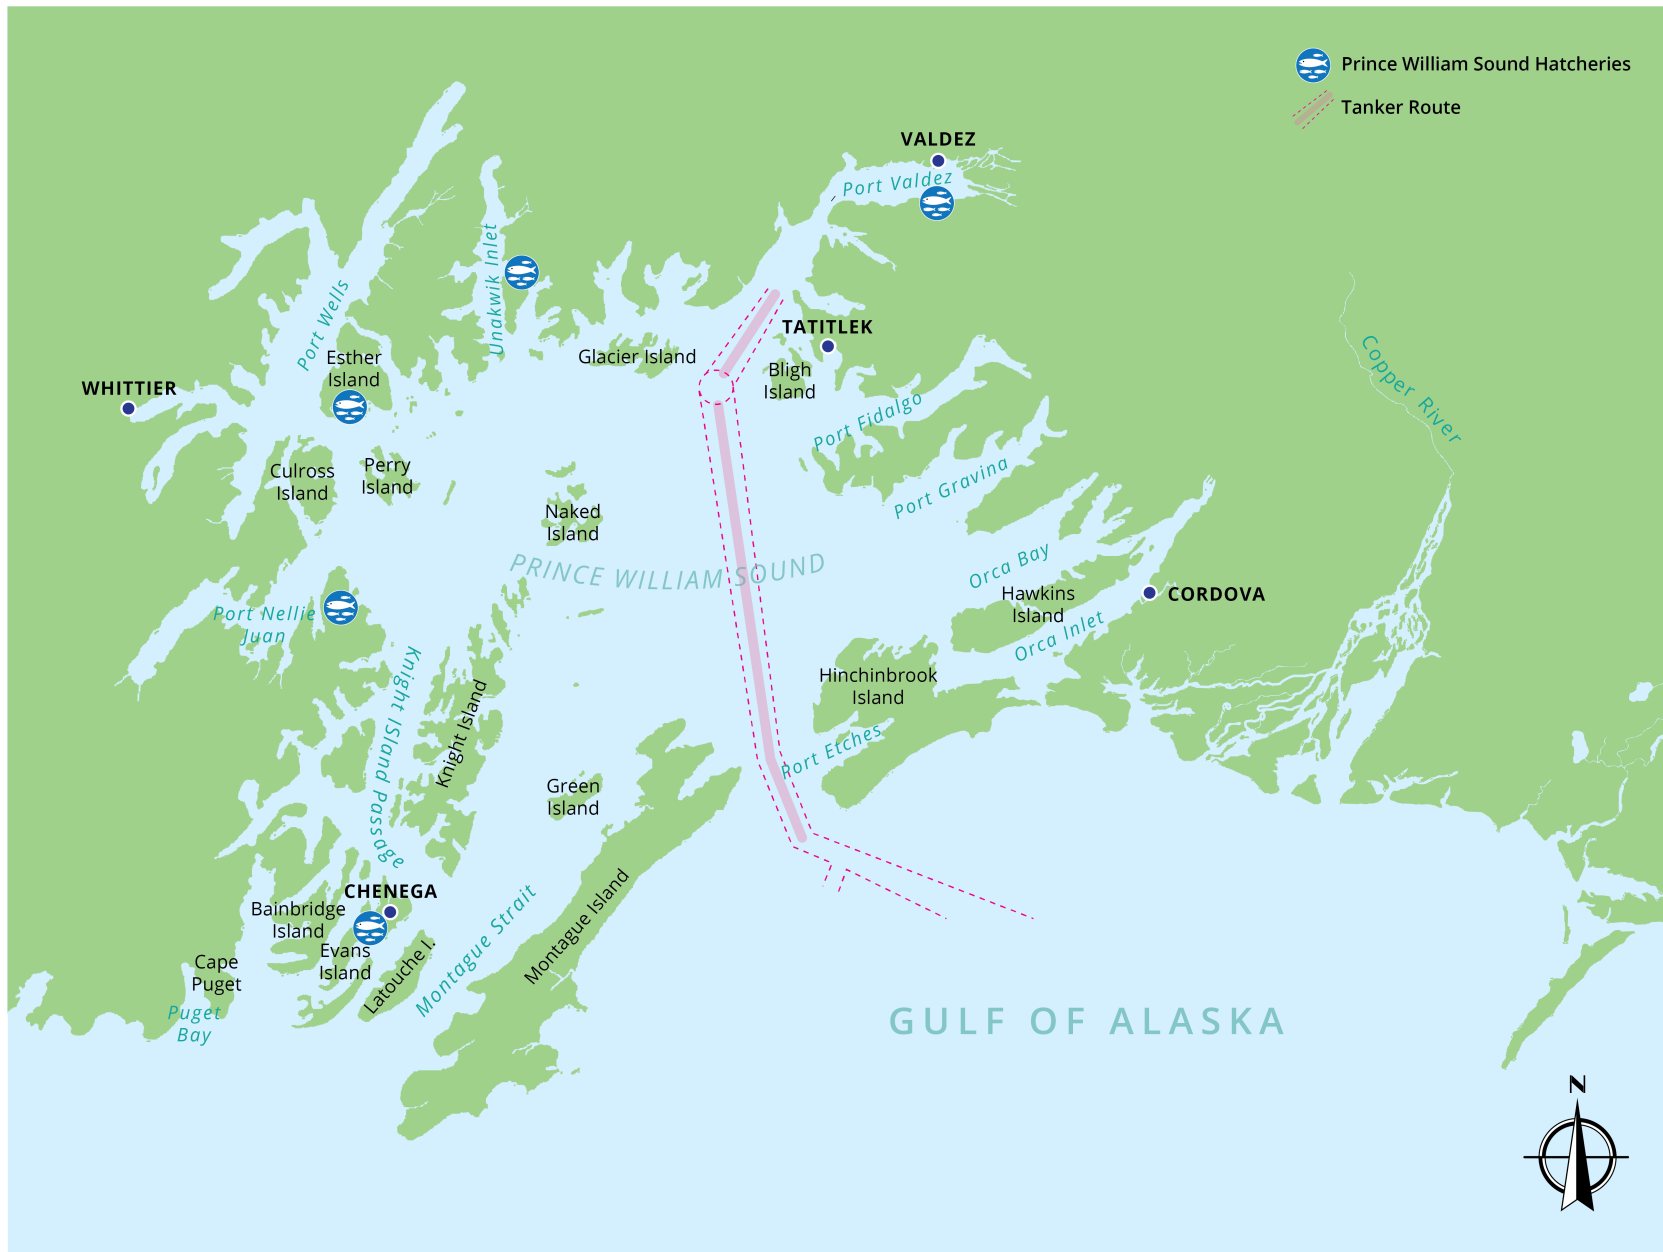 Prince William Sound Hatcheries
Tanker Route
VALDEZ
Port Valdez
Unakwik Inlet
Port Wells
TATITLEK
Glacier Island
Esther
Island
Bligh
Island
WHITTIER
Copper River
Port Fidalgo
Culross
Island
Perry
Island
Port Gravina
Naked
Island
PRINCE WILLIAM SOUND
Orca Bay
Hawkins
Island
CORDOVA
Orca Inlet
Port Nellie
Juan
Knight ISland Passage
Knight Island
Hinchinbrook
Island
Port Etches
Green
Island
CHENEGA
Bainbridge
Island
Evans
Island
Latouche I.
Montague Strait
Montague Island
Cape
Puget
Puget
Bay
GULF OF ALASKA
N